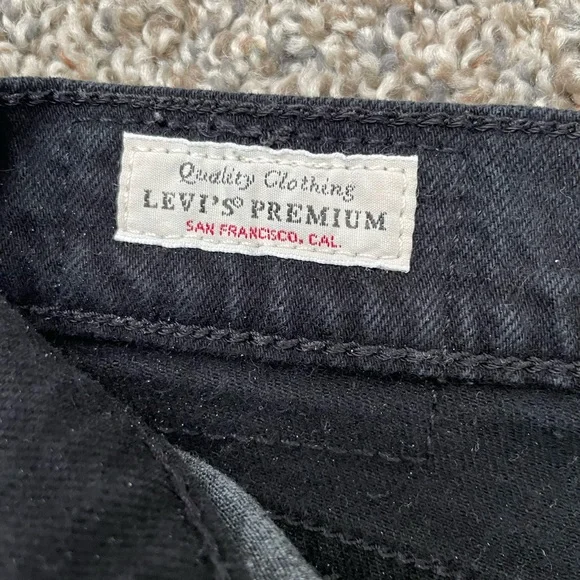 Quality Clothing
LEVI'S® PREMIUM
SAN FRANCISCO, CAL.